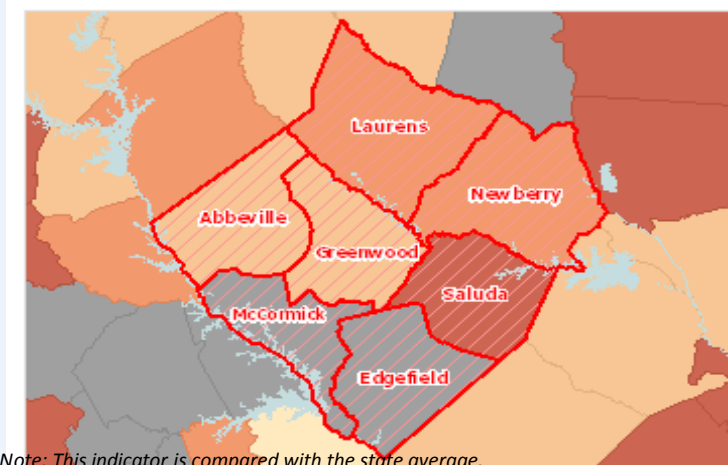 Laurens
Newberry
Abbeville
Greenwood
Saluda
McCormick
Edgefield
Note: This indicator is compared with the state average.